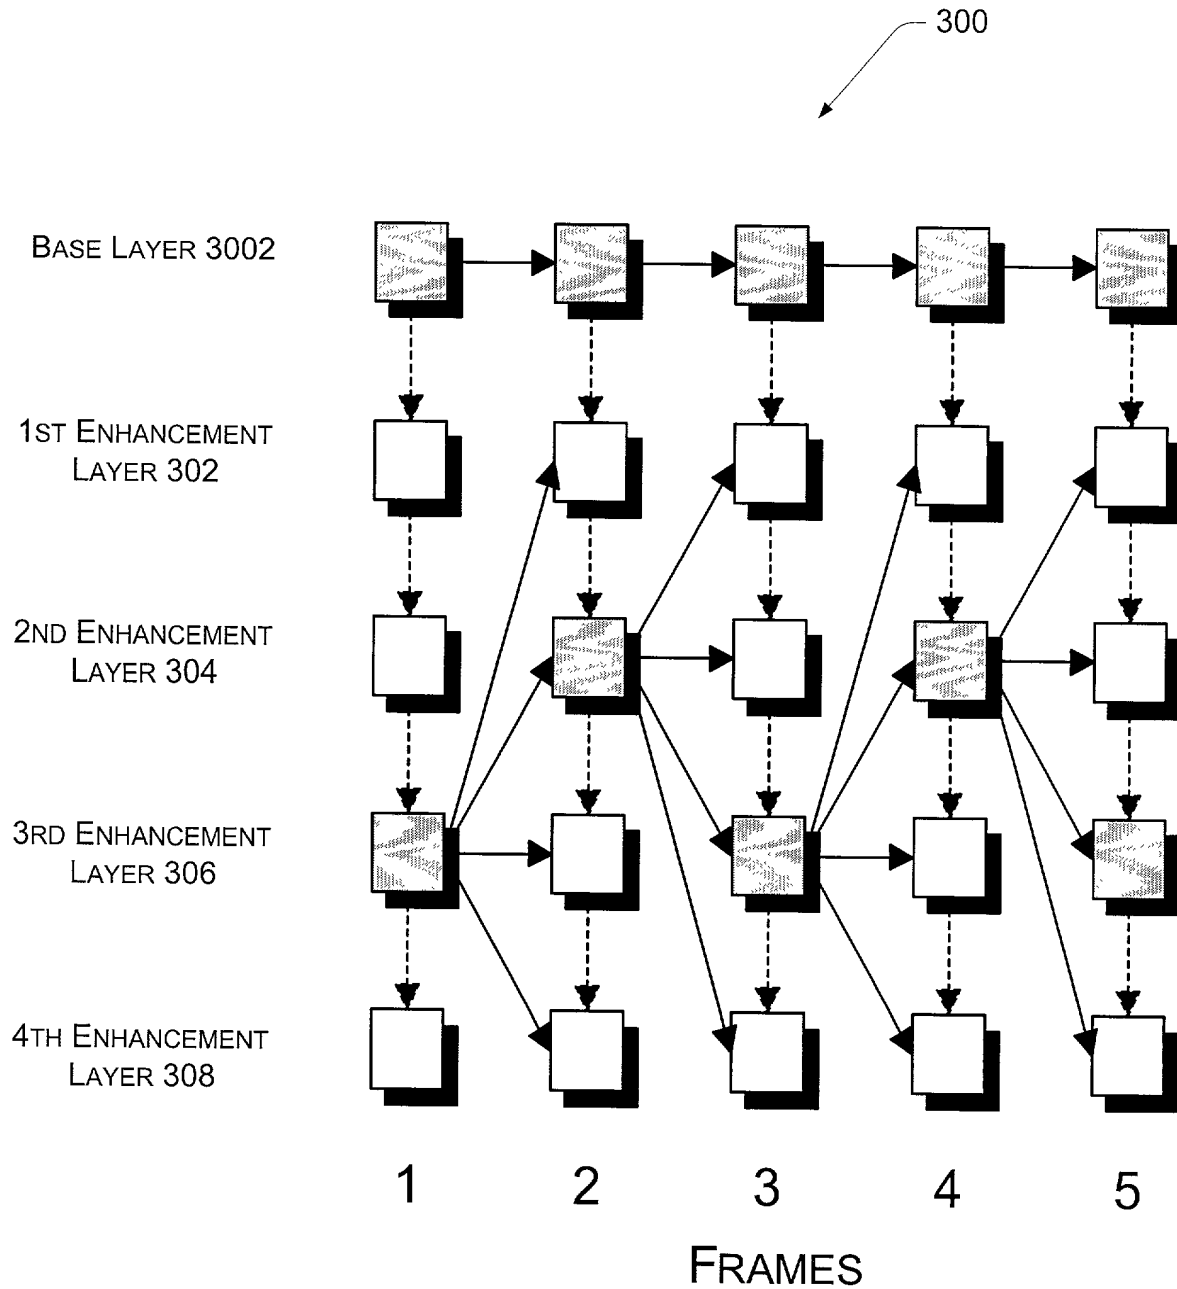 300
BASE LAYER 3002
1ST ENHANCEMENT
LAYER 302
2ND ENHANCEMENT
LAYER 304
3RD ENHANCEMENT
LAYER 306
4TH ENHANCEMENT
LAYER 308
1 2 3 4 5
FRAMES